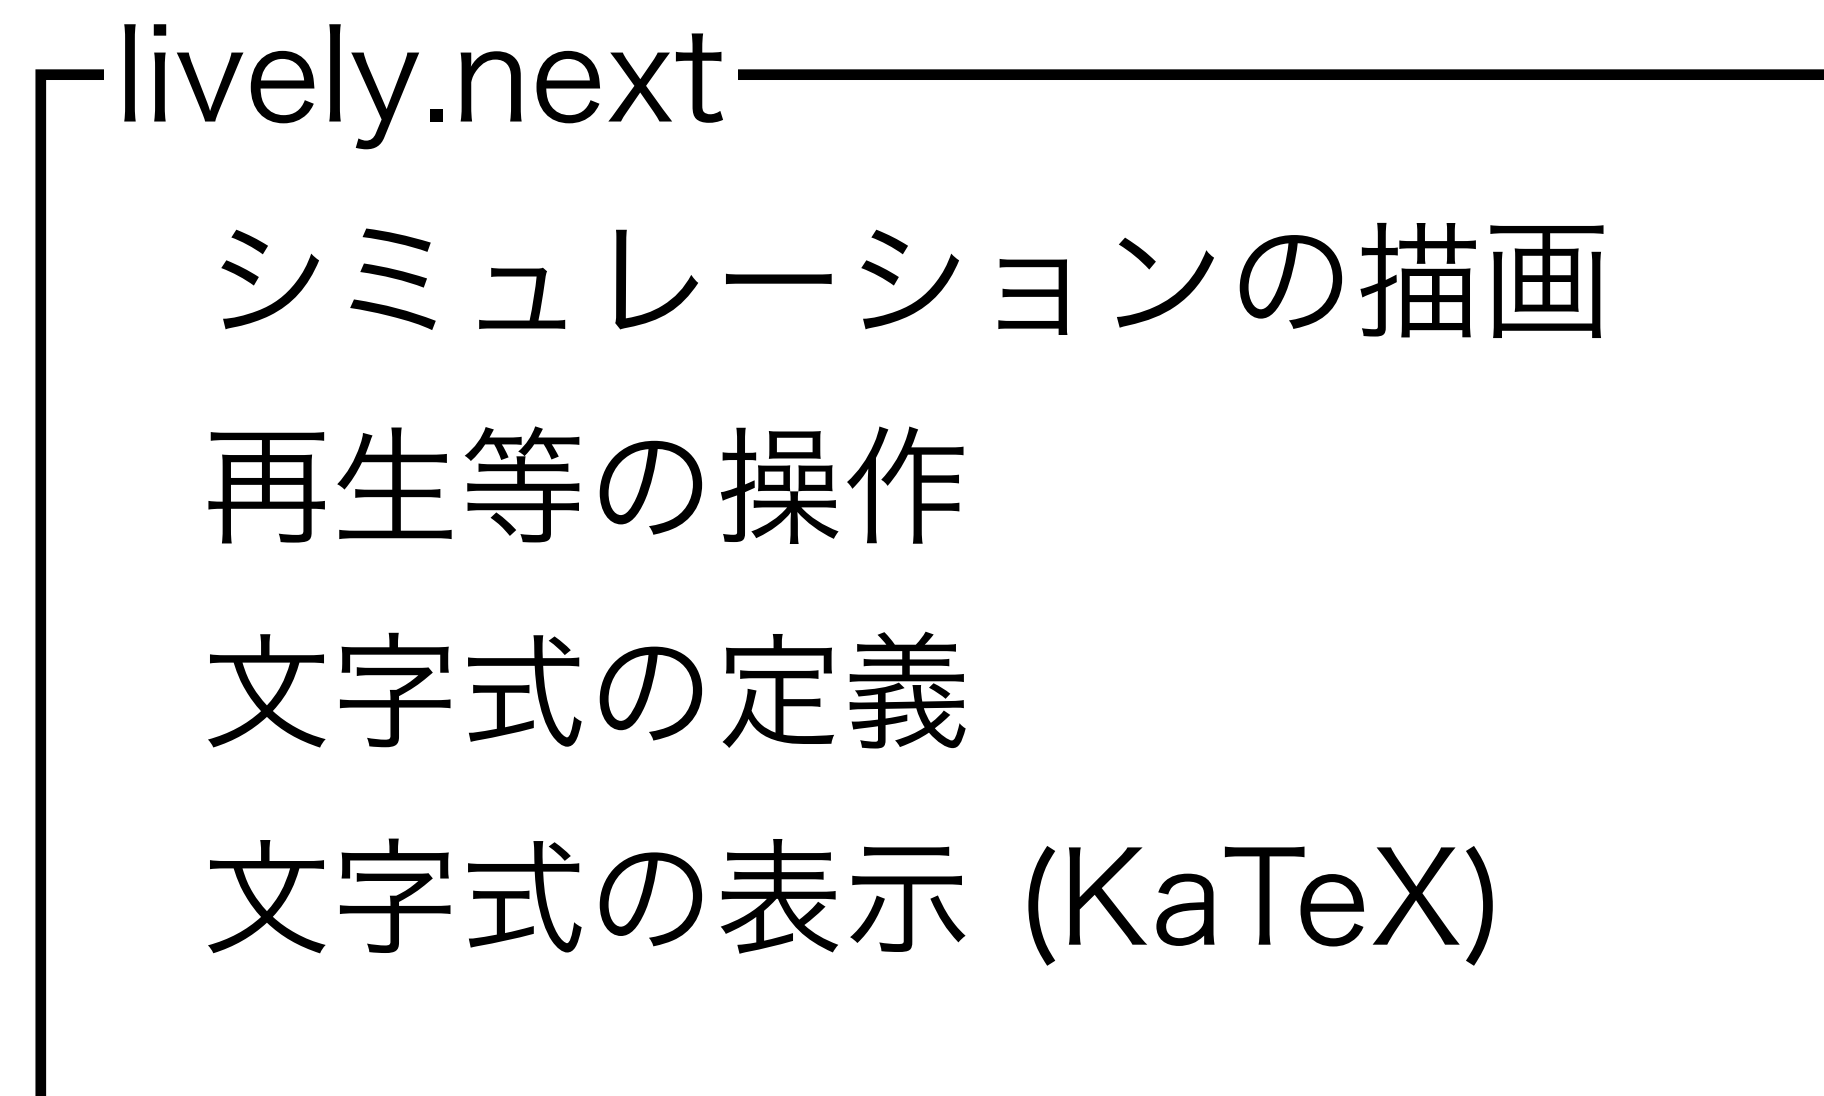 lively.next
シミュレーションの描画
再生等の操作
文字式の定義
文字式の表示 (KaTeX)